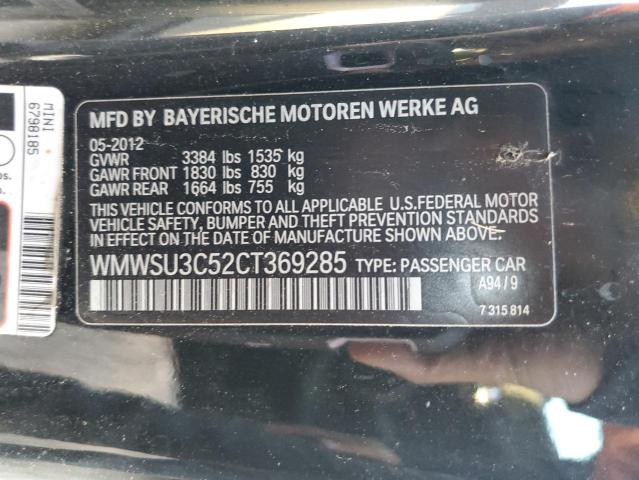 MFD BY BAYERISCHE MOTOREN WERKE AG
05-2012
GVWR 3384 lbs 1535 kg
GAWR FRONT 1830 lbs 830 kg
GAWR REAR 1664 lbs 755 kg
THIS VEHICLE CONFORMS TO ALL APPLICABLE U.S.FEDERAL MOTOR
VEHICLE SAFETY, BUMPER AND THEFT PREVENTION STANDARDS
IN EFFECT ON THE DATE OF MANUFACTURE SHOWN ABOVE.
WMWSU3C52CT369285 TYPE: PASSENGER CAR
A94/9
7 315 814
MINI
6798185